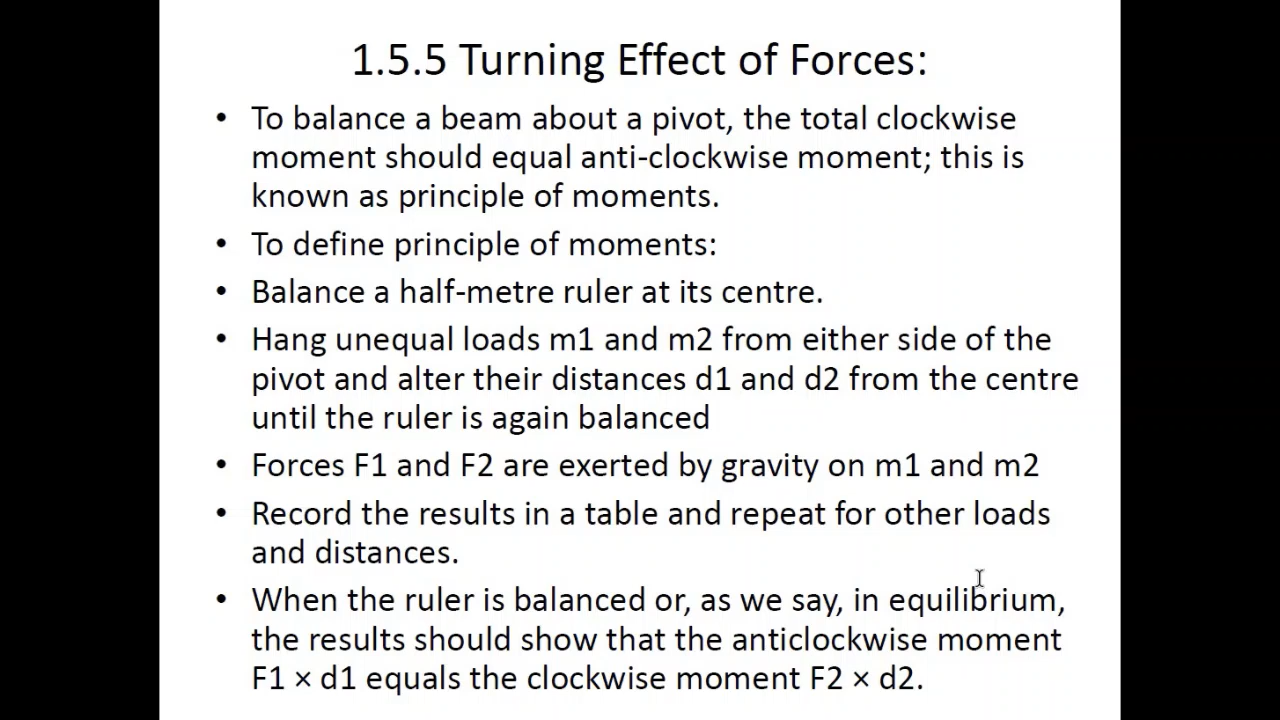 1.5.5 Turning Effect of Forces:
• To balance a beam about a pivot, the total clockwise
moment should equal anti-clockwise moment; this is
known as principle of moments.
• To define principle of moments:
• Balance a half-metre ruler at its centre.
• Hang unequal loads m1 and m2 from either side of the
pivot and alter their distances d1 and d2 from the centre
until the ruler is again balanced
• Forces F1 and F2 are exerted by gravity on m1 and m2
• Record the results in a table and repeat for other loads
and distances.
• When the ruler is balanced or, as we say, in equilibrium,
the results should show that the anticlockwise moment
F1 × d1 equals the clockwise moment F2 × d2.